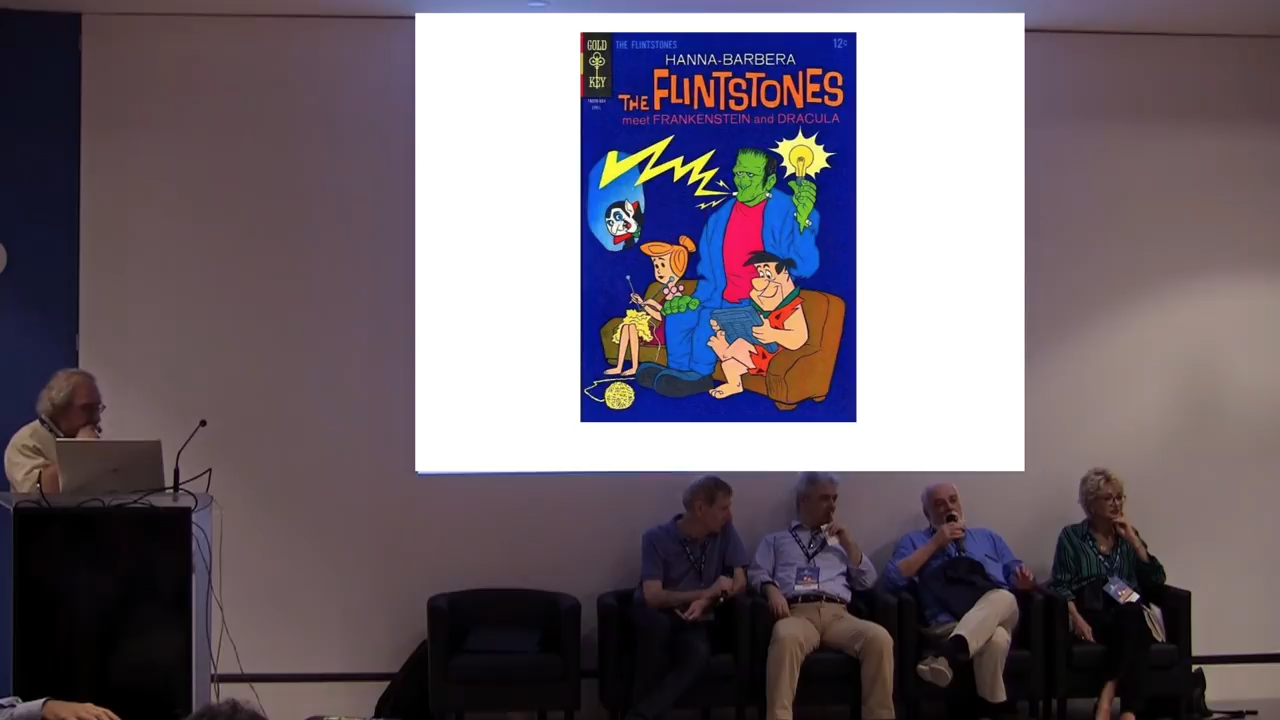 GOLD
KEY
THE FLINTSTONES
12¢
HANNA-BARBERA
THE FLINTSTONES
meet FRANKENSTEIN and DRACULA